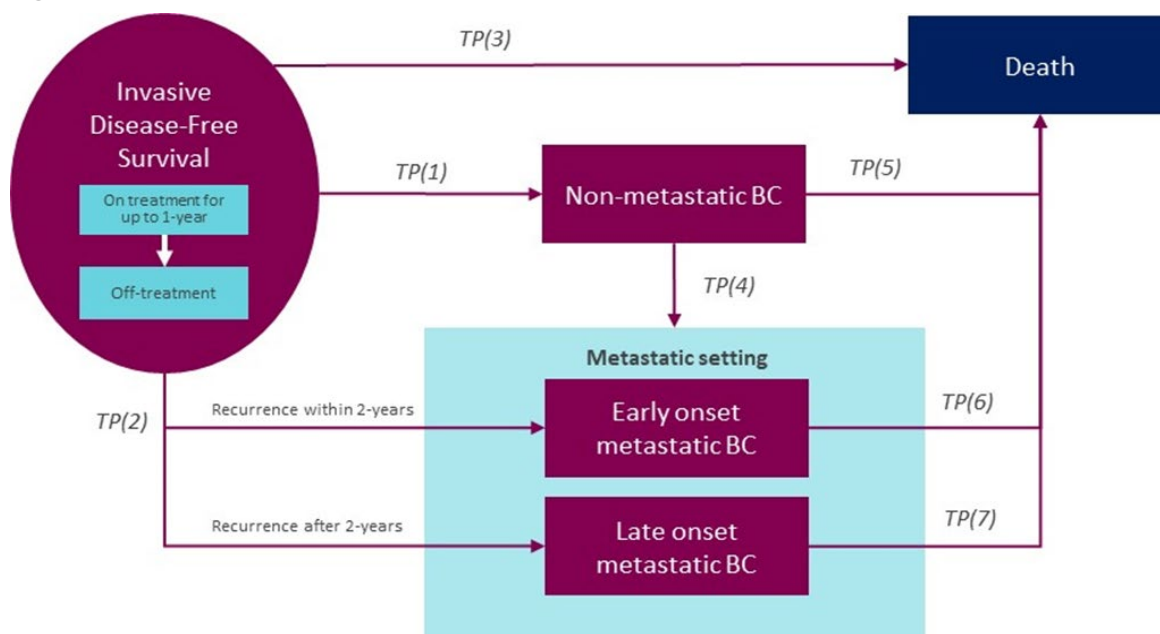 TP(3)
Death
Invasive
Disease-Free
Survival
On treatment for
up to 1-year
Off-treatment
TP(1)
Non-metastatic BC
TP(5)
TP(4)
Metastatic setting
TP(2)
Recurrence within 2-years
Early onset
metastatic BC
TP(6)
Recurrence after 2-years
Late onset
metastatic BC
TP(7)